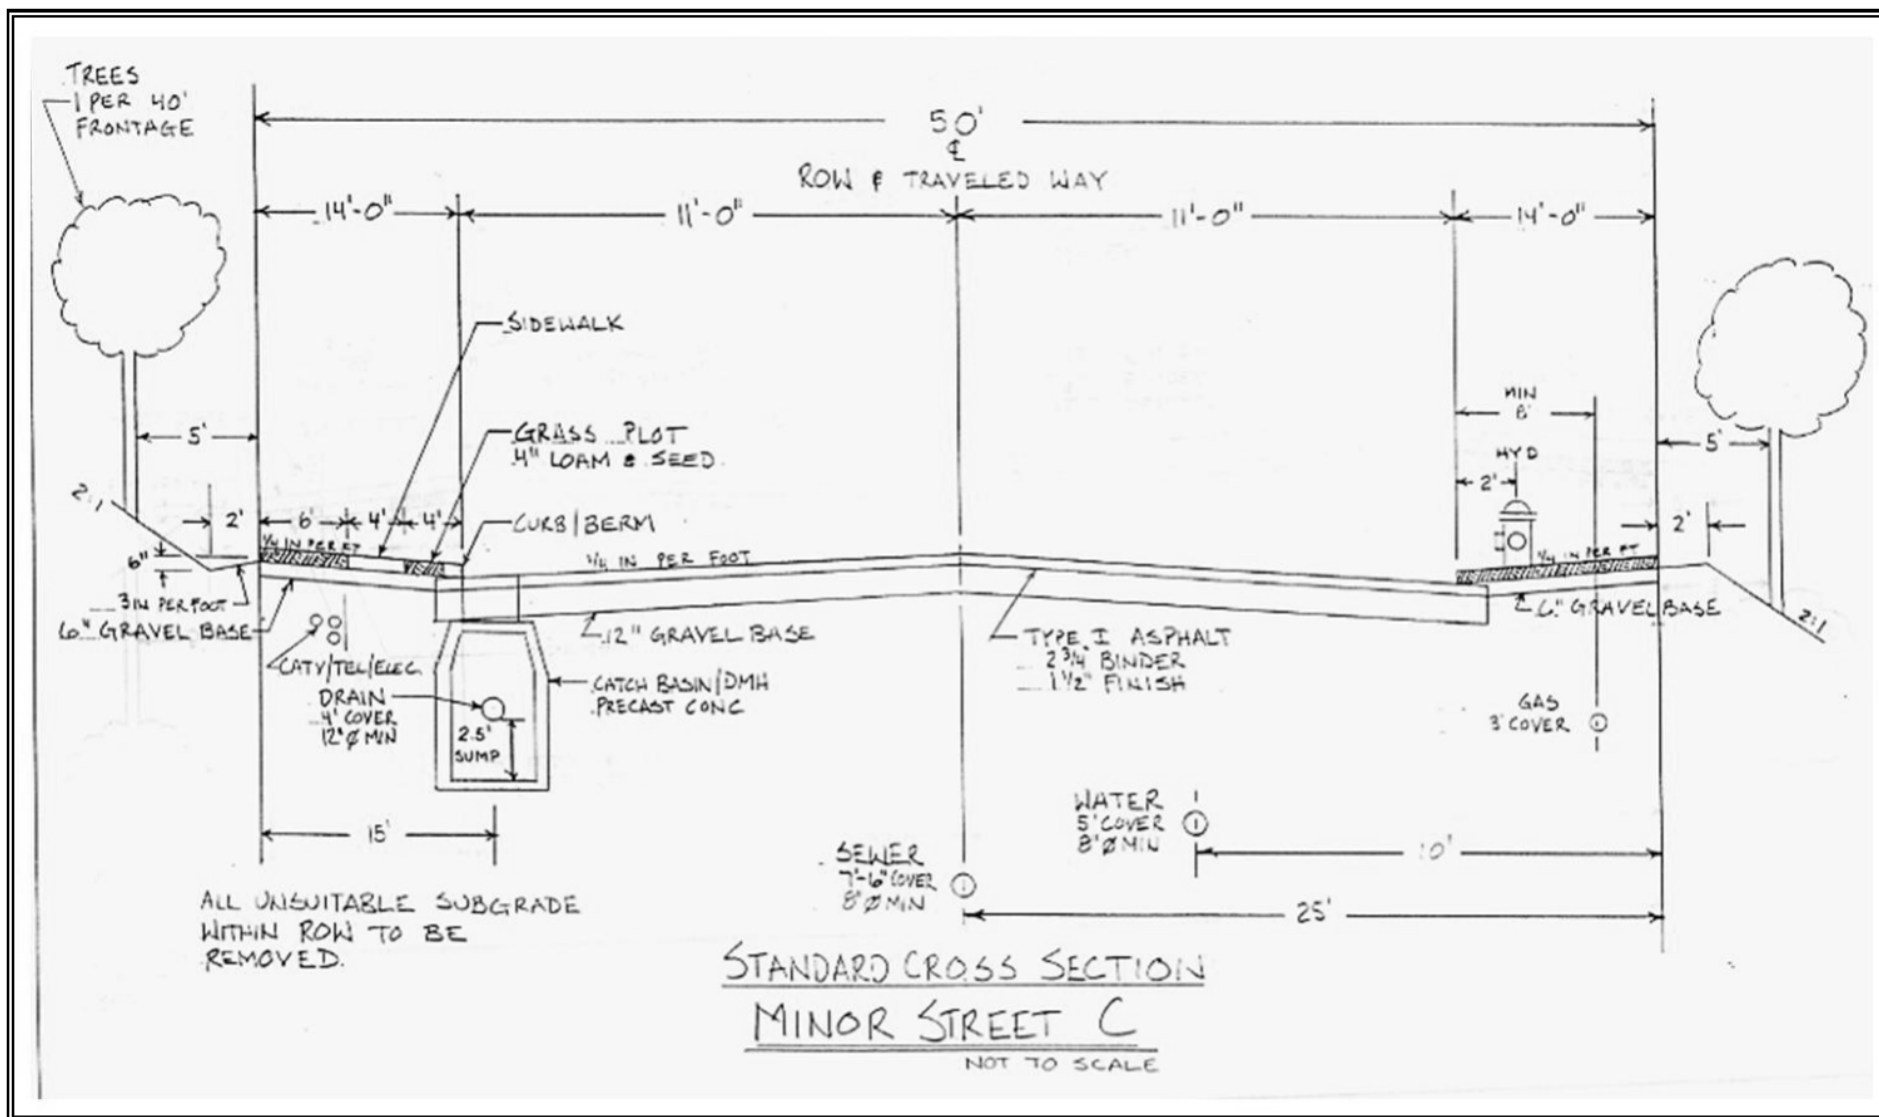 TREES
1 PER 40'
FRONTAGE
50'
℄
ROW & TRAVELED WAY
14'-0"
11'-0"
11'-0"
14'-0"
SIDEWALK
MIN
8'
5'
GRASS PLOT
4" LOAM & SEED
HYD
2'
5'
2:1
2'
6'
4'
4'
CURB/BERM
2'
6"
1/4 IN PER FT
1/4 IN PER FOOT
1/4 IN PER FT
3 IN PER FOOT
6" GRAVEL BASE
12" GRAVEL BASE
6" GRAVEL BASE
2:1
TYPE I ASPHALT
2 3/4" BINDER
1 1/2" FINISH
CATV/TEL/ELEC
CATCH BASIN/DMH
PRECAST CONC
DRAIN
4' COVER
12" Ø MIN
2.5'
SUMP
GAS
3' COVER
WATER
5' COVER
8" Ø MIN
15'
10'
SEWER
7'-6" COVER
8" Ø MIN
25'
ALL UNSUITABLE SUBGRADE
WITHIN ROW TO BE
REMOVED.
STANDARD CROSS SECTION
MINOR STREET C
NOT TO SCALE